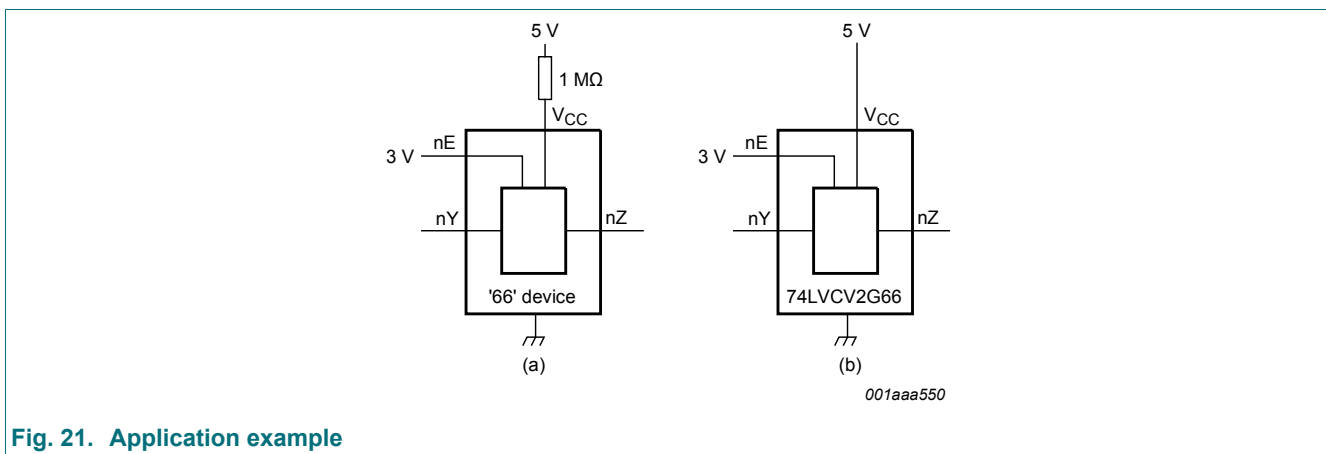 5 V
1 MΩ
VCC
nE
3 V
nY
nZ
'66' device
(a)
5 V
VCC
nE
3 V
nY
nZ
74LVCV2G66
(b)
001aaa550
Fig. 21. Application example